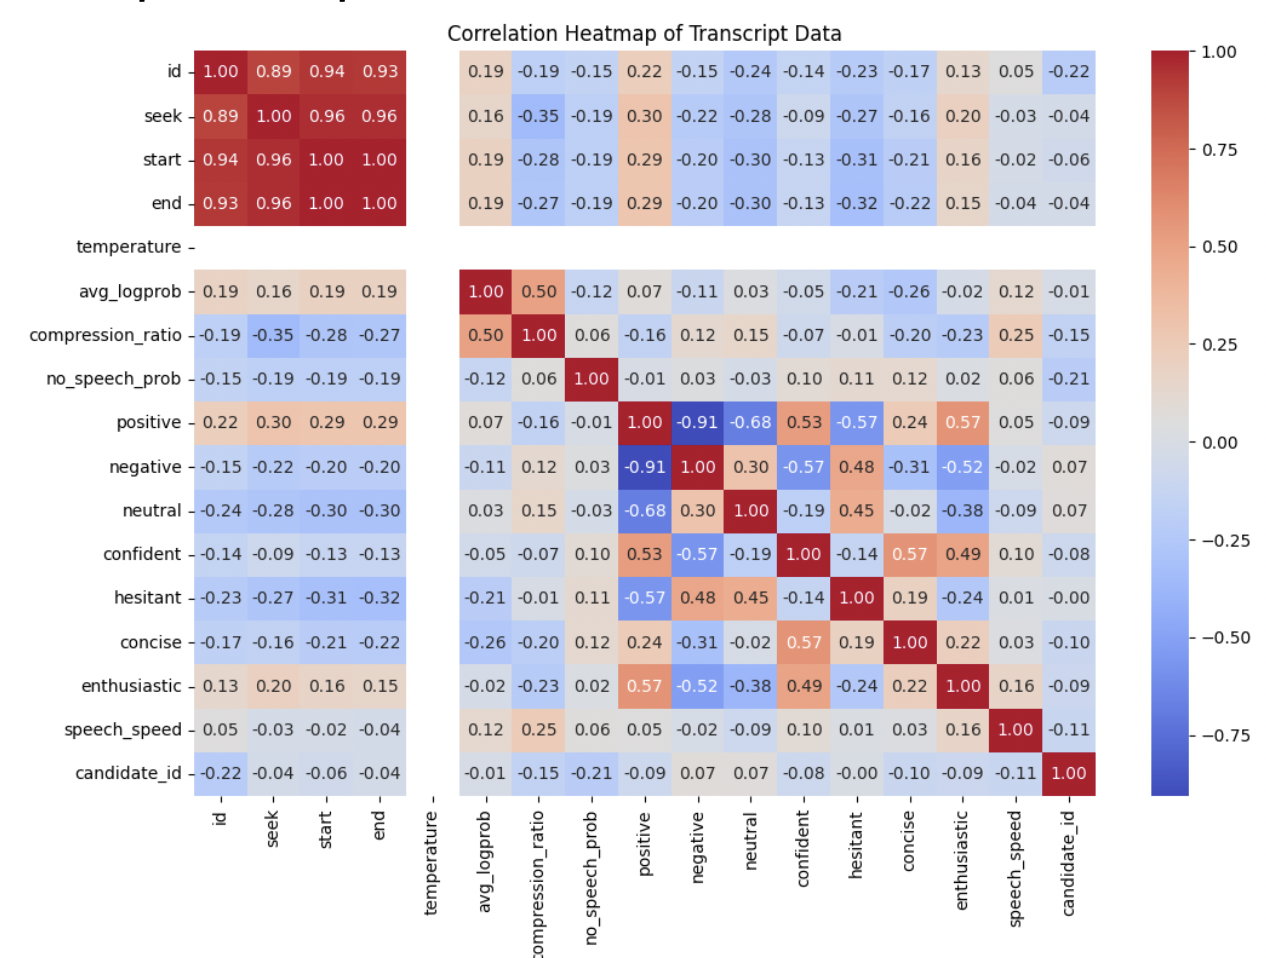 Correlation Heatmap of Transcript Data
id 1.00 0.89 0.94 0.93 0.19 -0.19 -0.15 0.22 -0.15 -0.24 -0.14 -0.23 -0.17 0.13 0.05 -0.22
seek 0.89 1.00 0.96 0.96 0.16 -0.35 -0.19 0.30 -0.22 -0.28 -0.09 -0.27 -0.16 0.20 -0.03 -0.04
start 0.94 0.96 1.00 1.00 0.19 -0.28 -0.19 0.29 -0.20 -0.30 -0.13 -0.31 -0.21 0.16 -0.02 -0.06
end 0.93 0.96 1.00 1.00 0.19 -0.27 -0.19 0.29 -0.20 -0.30 -0.13 -0.32 -0.22 0.15 -0.04 -0.04
temperature
avg_logprob 0.19 0.16 0.19 0.19 1.00 0.50 -0.12 0.07 -0.11 0.03 -0.05 -0.21 -0.26 -0.02 0.12 -0.01
compression_ratio -0.19 -0.35 -0.28 -0.27 0.50 1.00 0.06 -0.16 0.12 0.15 -0.07 -0.01 -0.20 -0.23 0.25 -0.15
no_speech_prob -0.15 -0.19 -0.19 -0.19 -0.12 0.06 1.00 -0.01 0.03 -0.03 0.10 0.11 0.12 0.02 0.06 -0.21
positive 0.22 0.30 0.29 0.29 0.07 -0.16 -0.01 1.00 -0.91 -0.68 0.53 -0.57 0.24 0.57 0.05 -0.09
negative -0.15 -0.22 -0.20 -0.20 -0.11 0.12 0.03 -0.91 1.00 0.30 -0.57 0.48 -0.31 -0.52 -0.02 0.07
neutral -0.24 -0.28 -0.30 -0.30 0.03 0.15 -0.03 -0.68 0.30 1.00 -0.19 0.45 -0.02 -0.38 -0.09 0.07
confident -0.14 -0.09 -0.13 -0.13 -0.05 -0.07 0.10 0.53 -0.57 -0.19 1.00 -0.14 0.57 0.49 0.10 -0.08
hesitant -0.23 -0.27 -0.31 -0.32 -0.21 -0.01 0.11 -0.57 0.48 0.45 -0.14 1.00 0.19 -0.24 0.01 -0.00
concise -0.17 -0.16 -0.21 -0.22 -0.26 -0.20 0.12 0.24 -0.31 -0.02 0.57 0.19 1.00 0.22 0.03 -0.10
enthusiastic 0.13 0.20 0.16 0.15 -0.02 -0.23 0.02 0.57 -0.52 -0.38 0.49 -0.24 0.22 1.00 0.16 -0.09
speech_speed 0.05 -0.03 -0.02 -0.04 0.12 0.25 0.06 0.05 -0.02 -0.09 0.10 0.01 0.03 0.16 1.00 -0.11
candidate_id -0.22 -0.04 -0.06 -0.04 -0.01 -0.15 -0.21 -0.09 0.07 0.07 -0.08 -0.00 -0.10 -0.09 -0.11 1.00
id seek start end temperature avg_logprob compression_ratio no_speech_prob positive negative neutral confident hesitant concise enthusiastic speech_speed candidate_id
1.00
0.75
0.50
0.25
0.00
−0.25
−0.50
−0.75